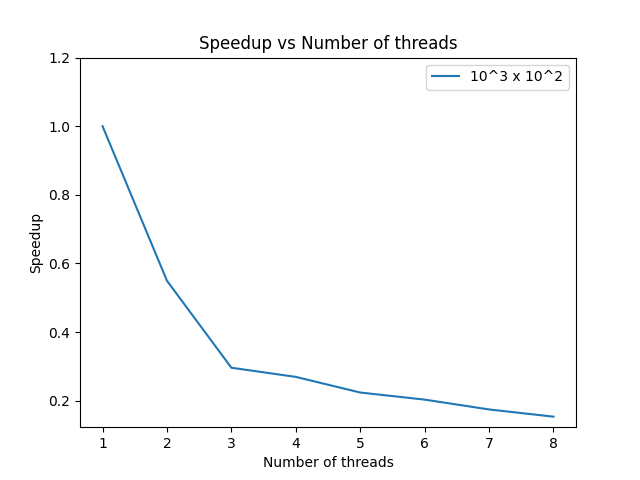 Speedup vs Number of threads
10^3 x 10^2
Speedup
1.2
1.0
0.8
0.6
0.4
0.2
1 2 3 4 5 6 7 8
Number of threads